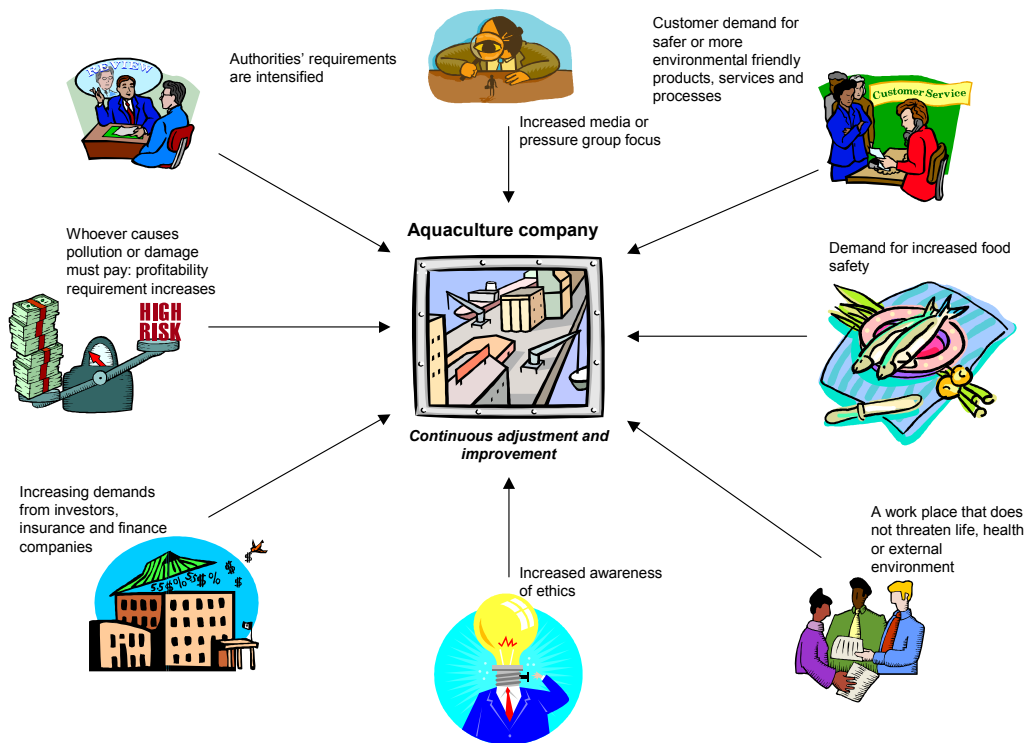 REVIEW
Authorities’ requirements
are intensified
Increased media or
pressure group focus
Customer demand for
safer or more
environmental friendly
products, services and
processes
Customer Service
Whoever causes
pollution or damage
must pay: profitability
requirement increases
HIGH
RISK
Aquaculture company
Continuous adjustment and
improvement
Demand for increased food
safety
Increasing demands
from investors,
insurance and finance
companies
$$$%$$$%
$
$
$
Increased awareness
of ethics
A work place that does
not threaten life, health
or external
environment